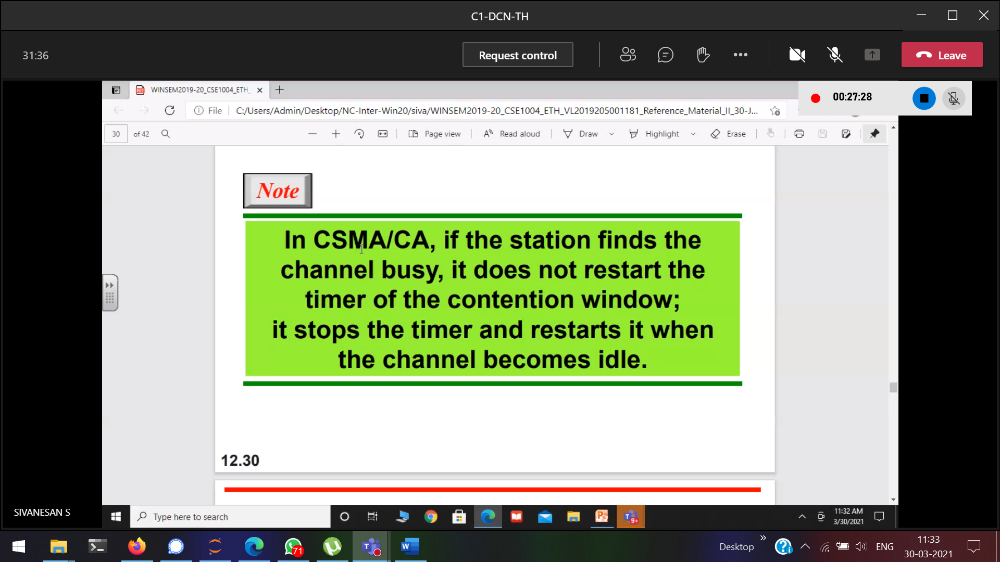 C1-DCN-TH
31:36
Request control
Leave
WINSEM2019-20_CSE1004_ETH_
00:27:28
File
C:/Users/Admin/Desktop/NC-Inter-Win20/siva/WINSEM2019-20_CSE1004_ETH_VL2019205001181_Reference_Material_II_30-J...
30 of 42
Page view
Read aloud
Draw
Highlight
Erase
Note
In CSMA/CA, if the station finds the
channel busy, it does not restart the
timer of the contention window;
it stops the timer and restarts it when
the channel becomes idle.
12.30
SIVANESAN S
Type here to search
9+
11:32 AM
3/30/2021
71
Desktop
ENG
11:33
30-03-2021